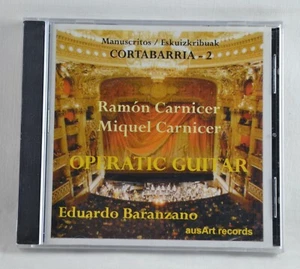 Manuscritos / Eskuizkribuak
CORTABARRIA - 2
Ramón Carnicer
Miquel Carnicer
OPERATIC GUITAR
Eduardo Baranzano
ausArt records